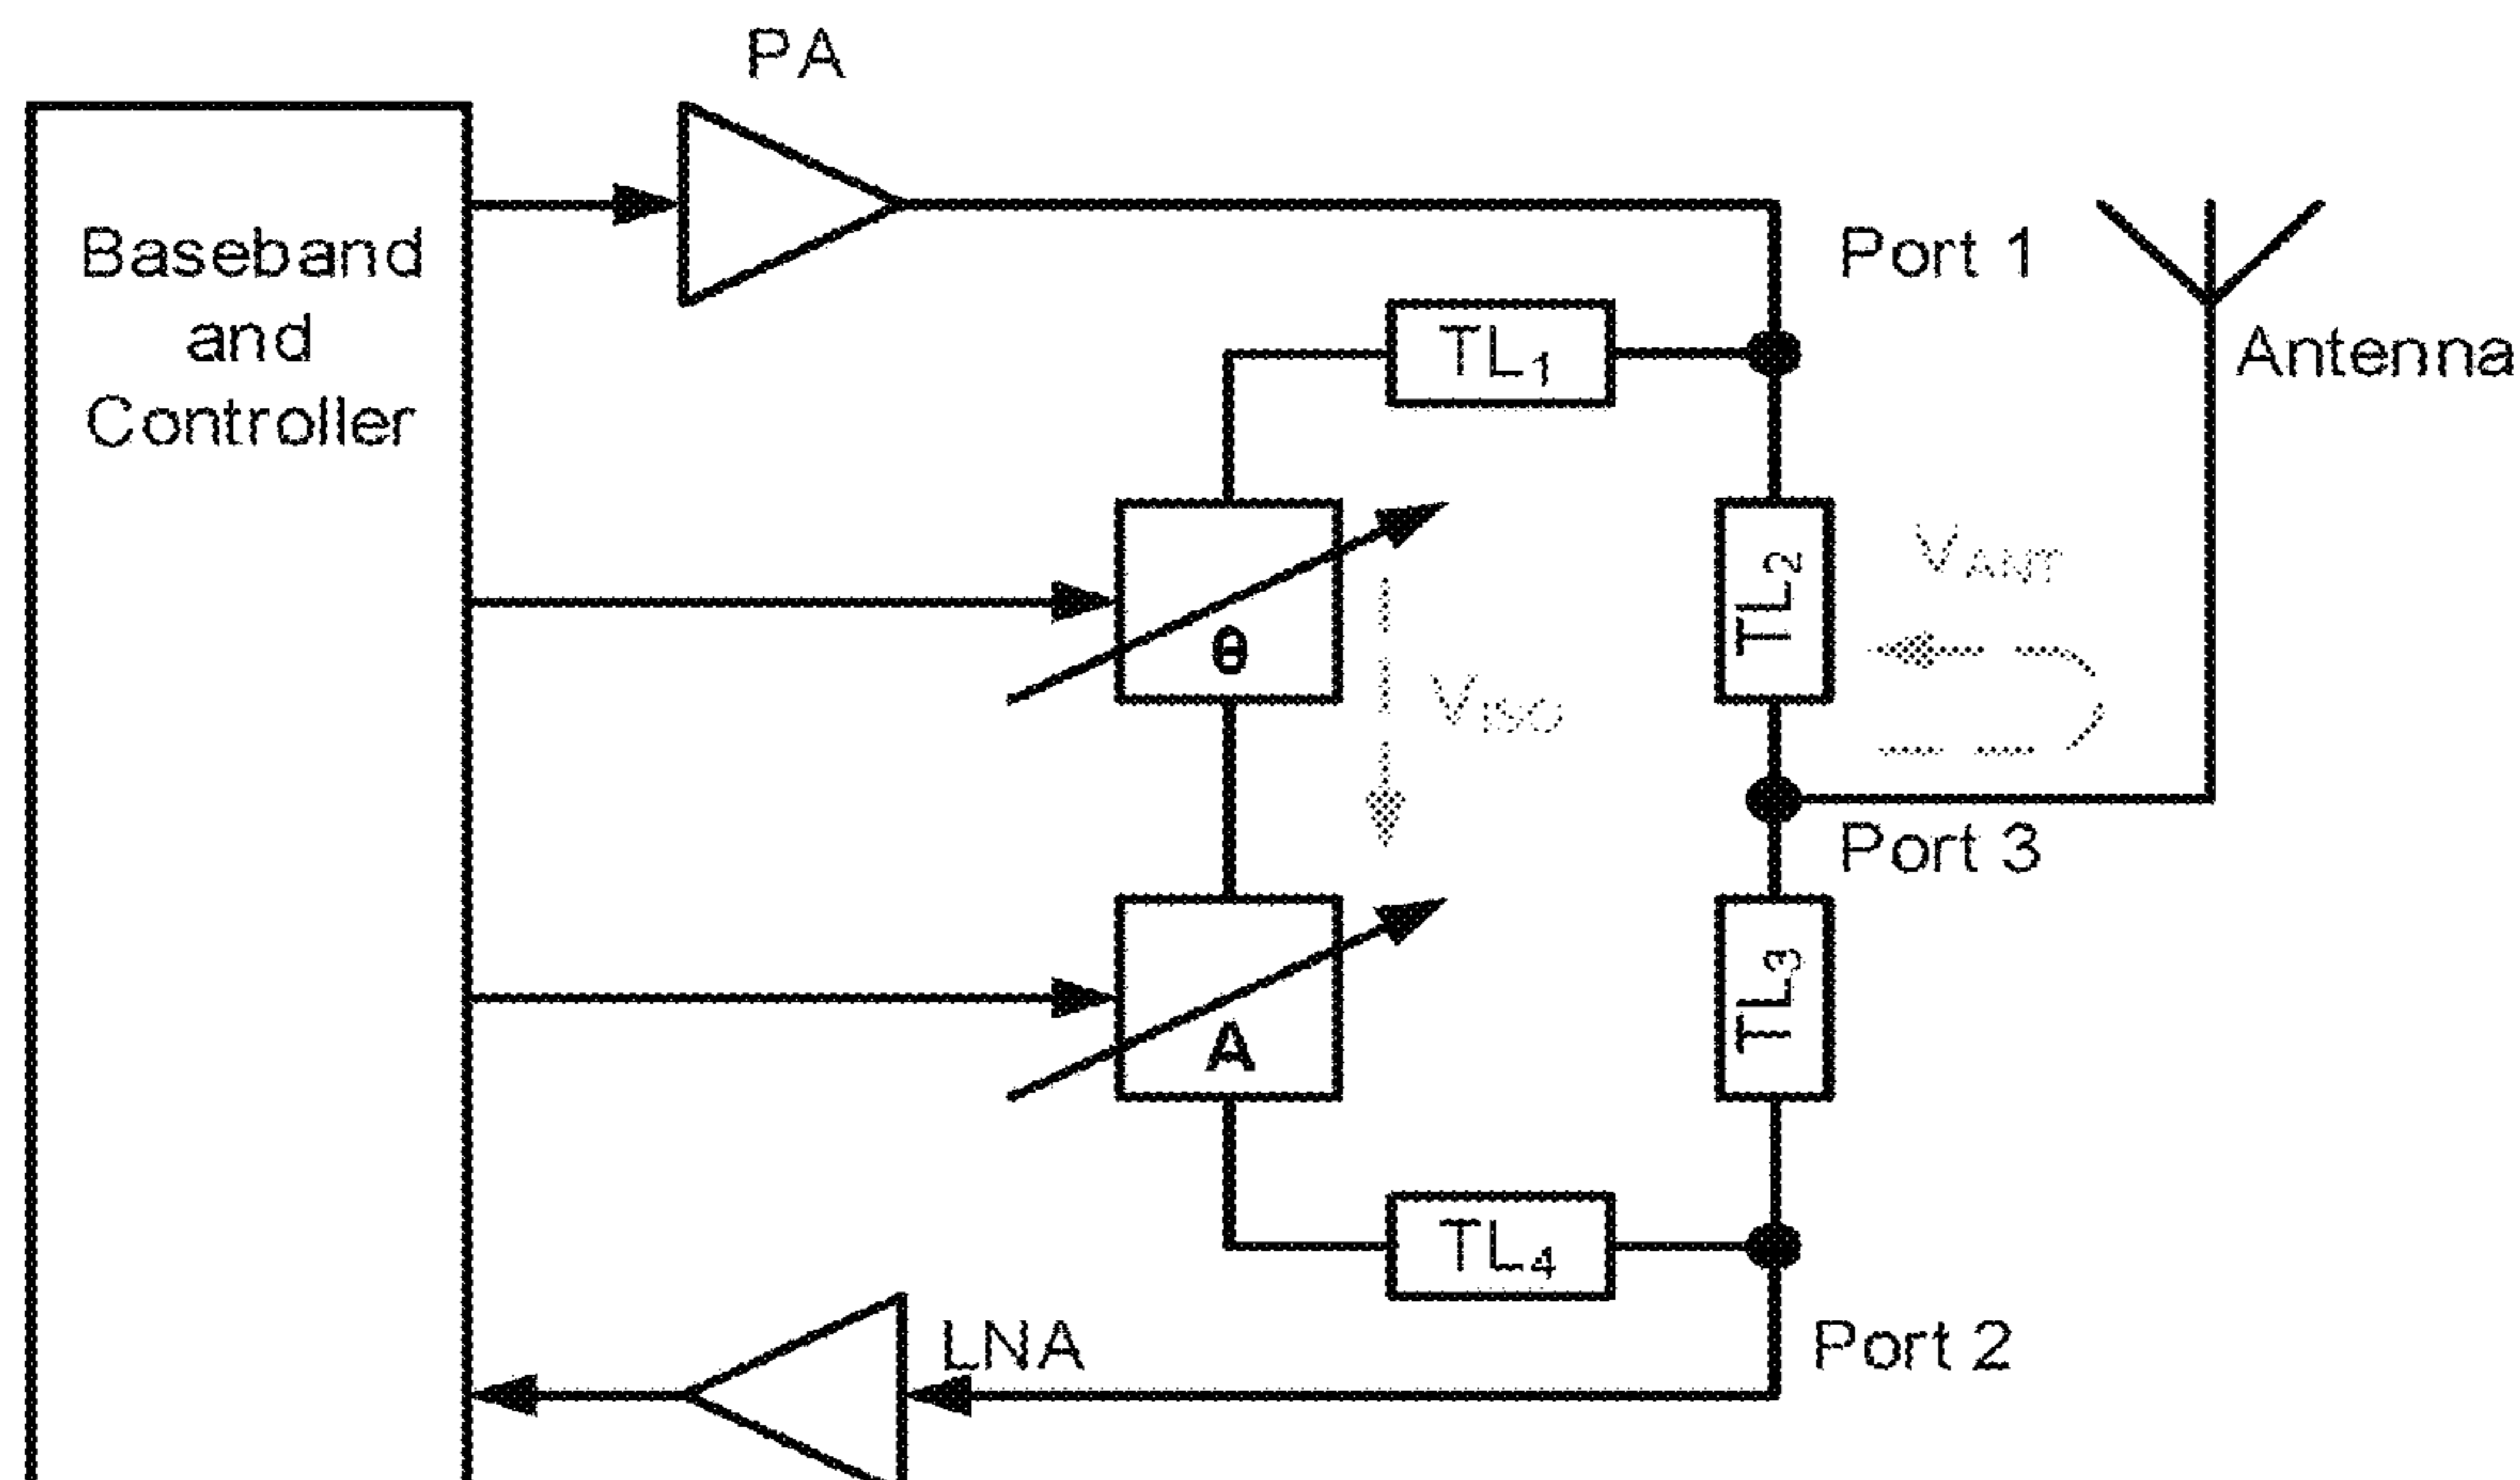 PA
Baseband
and
Controller
Port 1
TL1
Antenna
TL2
VANT
θ
VISO
Port 3
TL3
A
TL4
LNA
Port 2